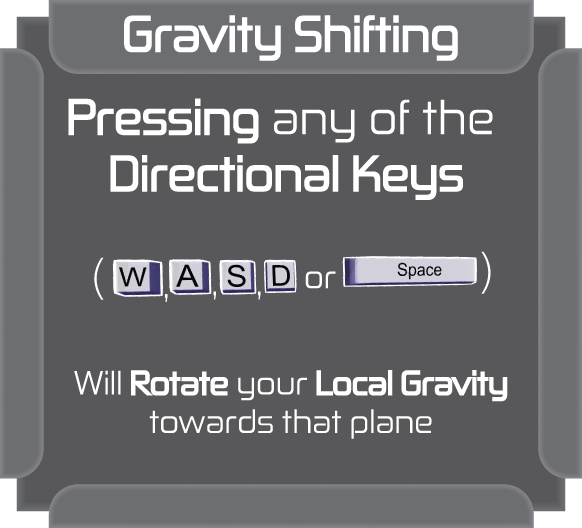 Gravity Shifting
Pressing any of the
Directional Keys
(W,A,S,D or Space)
Will Rotate your Local Gravity
towards that plane